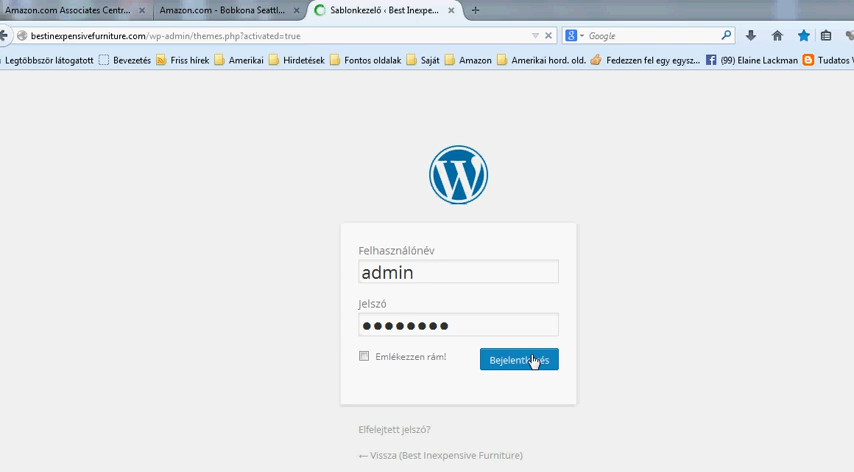 Amazon.com Associates Centr...
Amazon.com - Bobkona Seattl...
Sablonkezelő ‹ Best Inexpe...
bestinexpensivefurniture.com/wp-admin/themes.php?activated=true
Google
Legtöbbször látogatott
Bevezetés
Friss hírek
Amerikai
Hirdetések
Fontos oldalak
Saját
Amazon
Amerikai hord. old.
Fedezzen fel egy egysz...
(99) Elaine Lackman
Tudatos V
Felhasználónév
admin
Jelszó
●●●●●●●●
Emlékezzen rám!
Bejelentkezés
Elfelejtett jelszó?
← Vissza (Best Inexpensive Furniture)